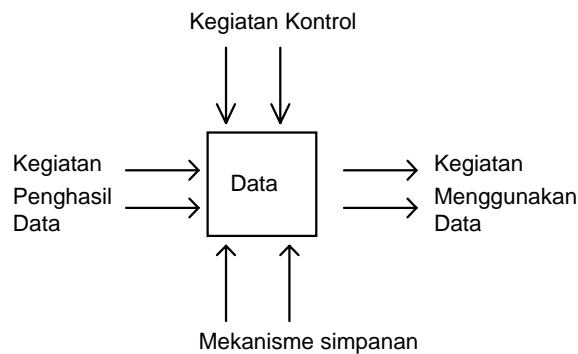 Kegiatan Kontrol
Kegiatan
Penghasil
Data
Data
Kegiatan
Menggunakan
Data
Mekanisme simpanan